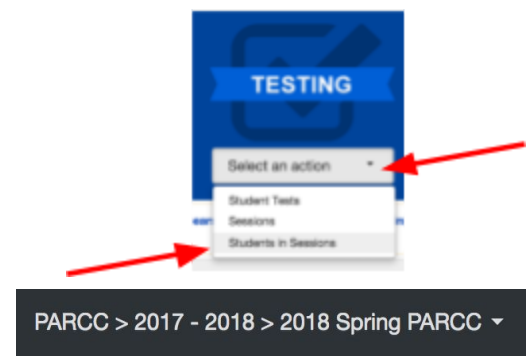 TESTING
Select an action
Student Tests
Sessions
Students in Sessions
PARCC > 2017 - 2018 > 2018 Spring PARCC